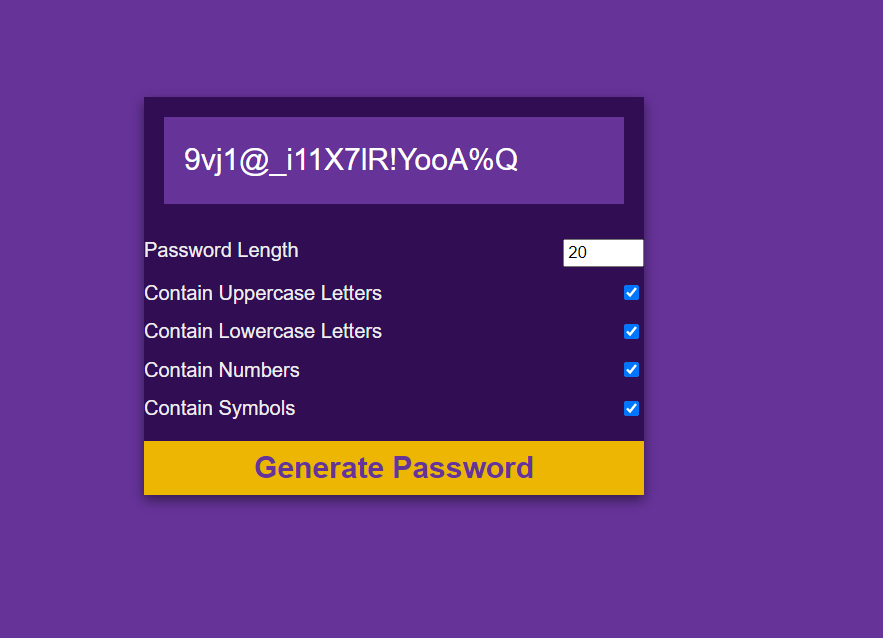 9vj1@_i11X7lR!YooA%Q
Password Length
20
Contain Uppercase Letters
Contain Lowercase Letters
Contain Numbers
Contain Symbols
Generate Password